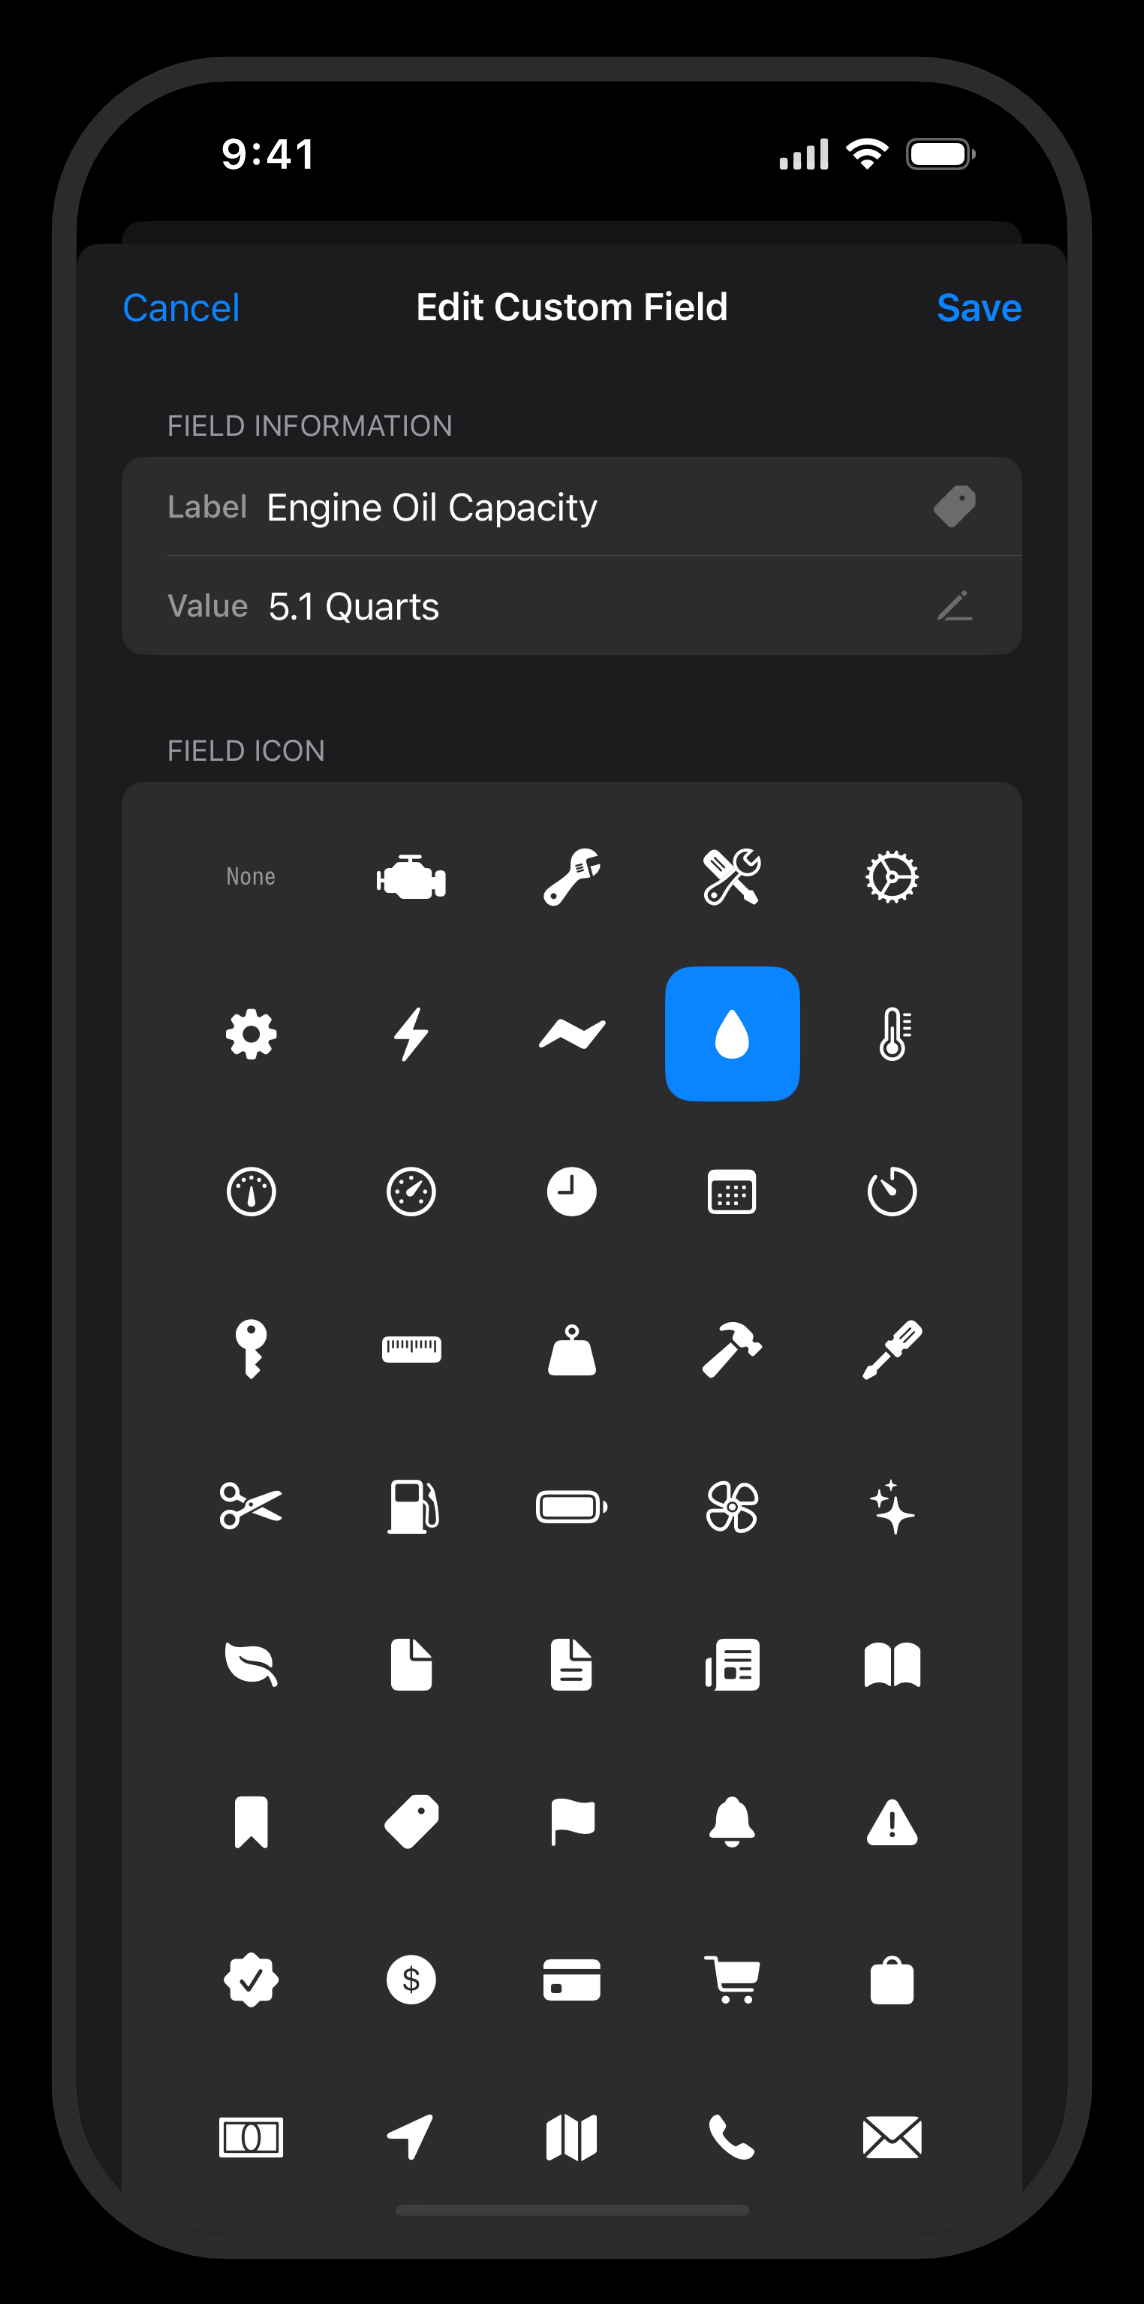 9:41
Cancel
Edit Custom Field
Save
FIELD INFORMATION
Label Engine Oil Capacity
Value 5.1 Quarts
FIELD ICON
None
$
0